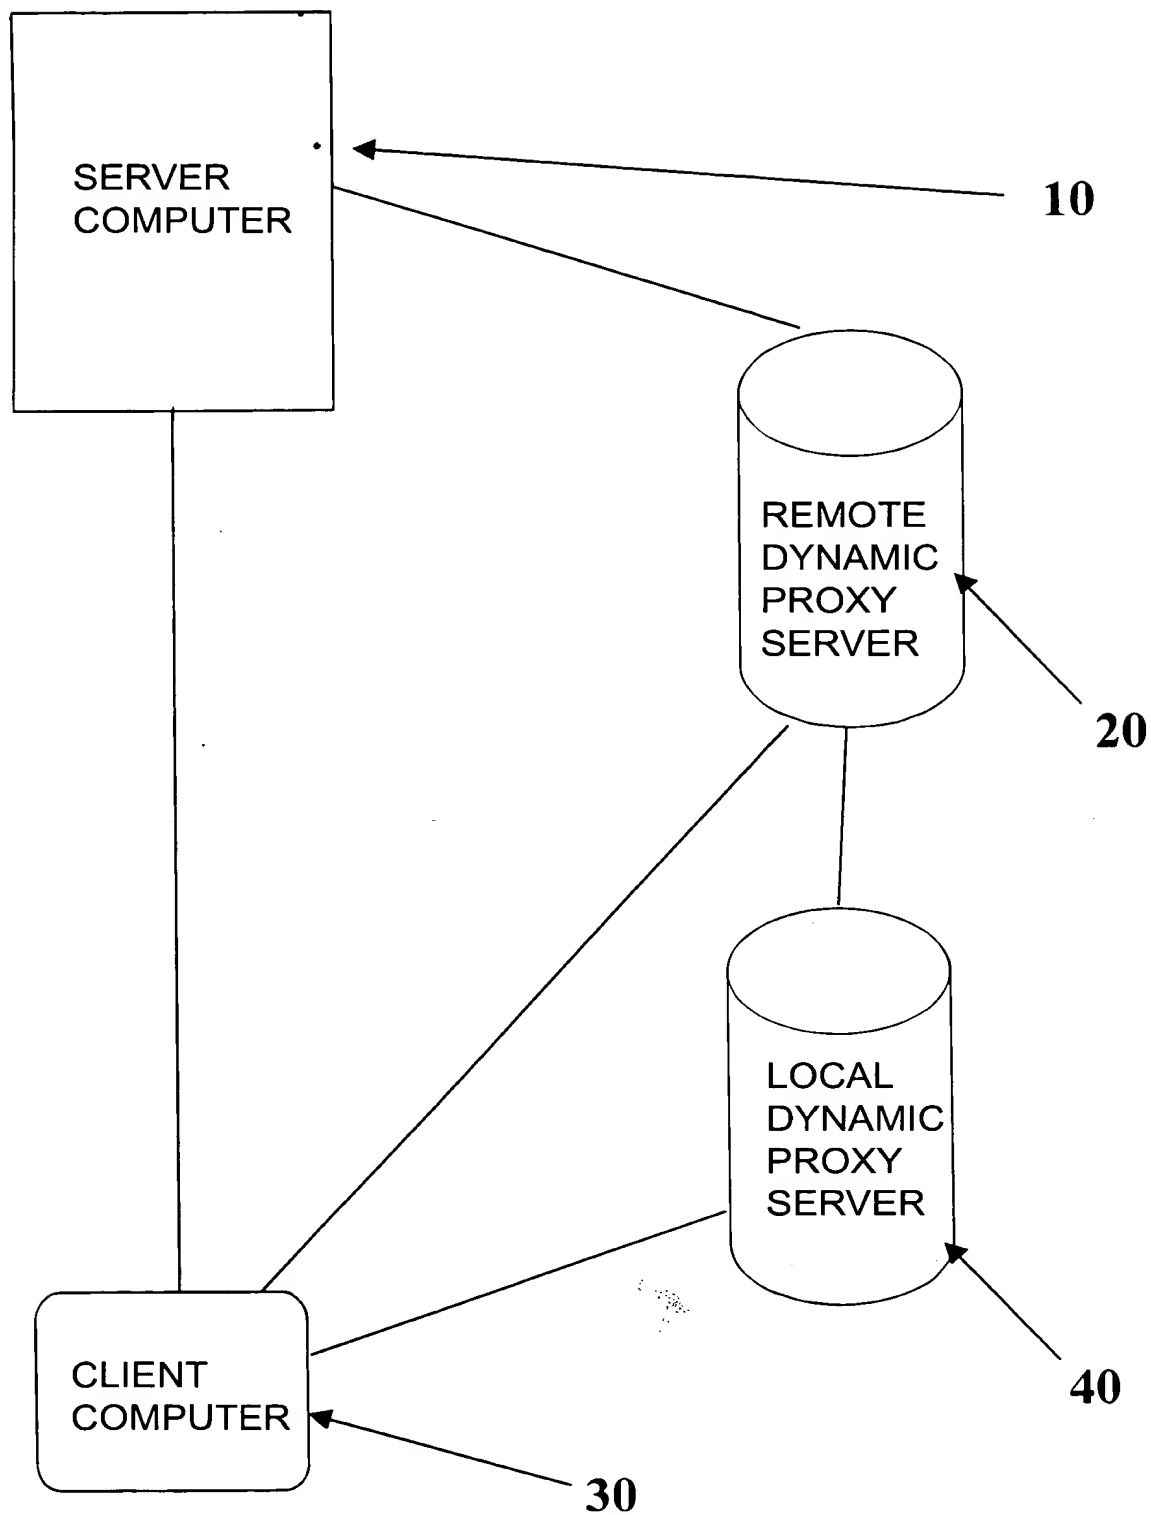 SERVER
COMPUTER
10
REMOTE
DYNAMIC
PROXY
SERVER
20
LOCAL
DYNAMIC
PROXY
SERVER
40
CLIENT
COMPUTER
30